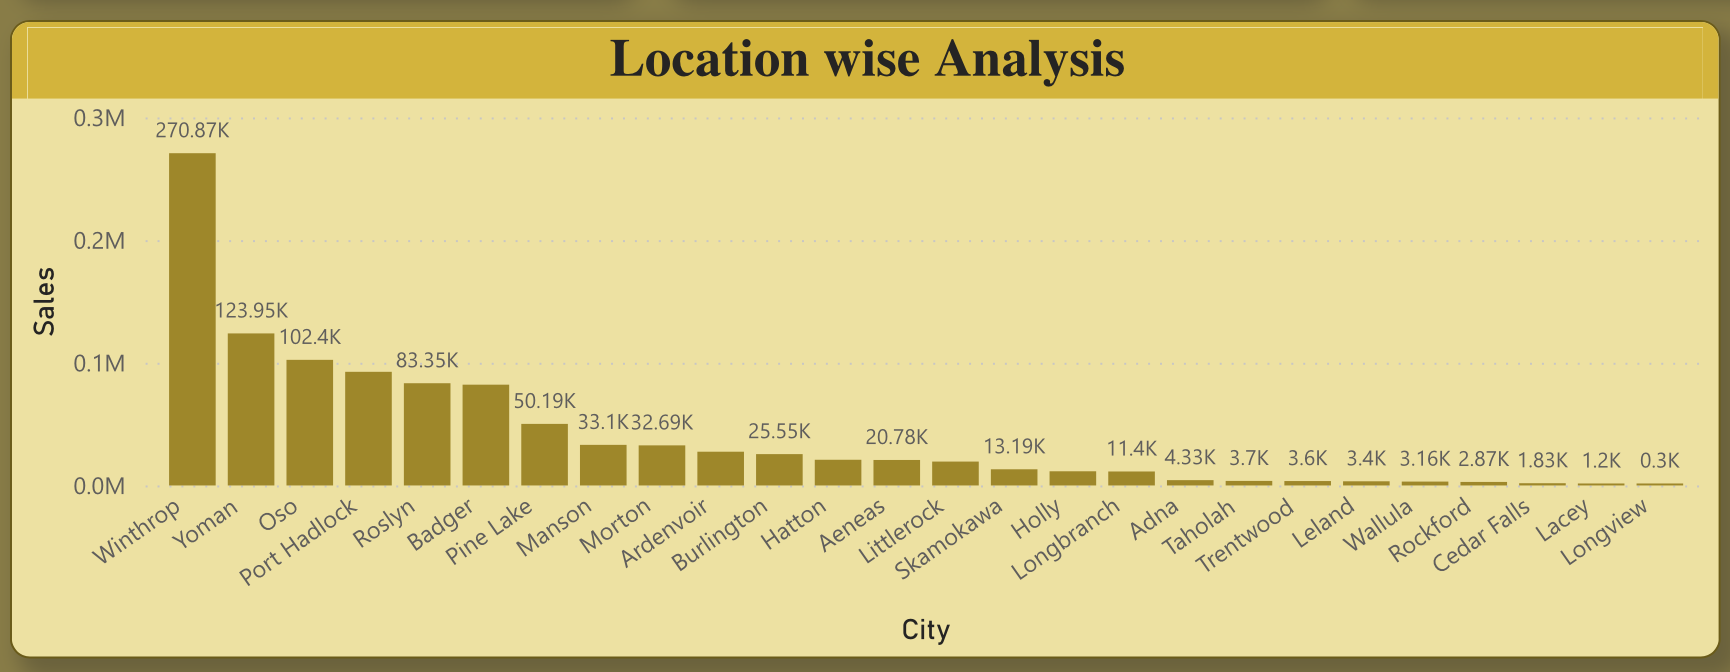 Location wise Analysis
0.3M
0.2M
0.1M
0.0M
Sales
270.87K
123.95K
102.4K
83.35K
50.19K
33.1K
32.69K
25.55K
20.78K
13.19K
11.4K
4.33K
3.7K
3.6K
3.4K
3.16K
2.87K
1.83K
1.2K
0.3K
Winthrop
Yoman
Oso
Port Hadlock
Roslyn
Badger
Pine Lake
Manson
Morton
Ardenvoir
Burlington
Hatton
Aeneas
Littlerock
Skamokawa
Holly
Longbranch
Adna
Taholah
Trentwood
Leland
Wallula
Rockford
Cedar Falls
Lacey
Longview
City